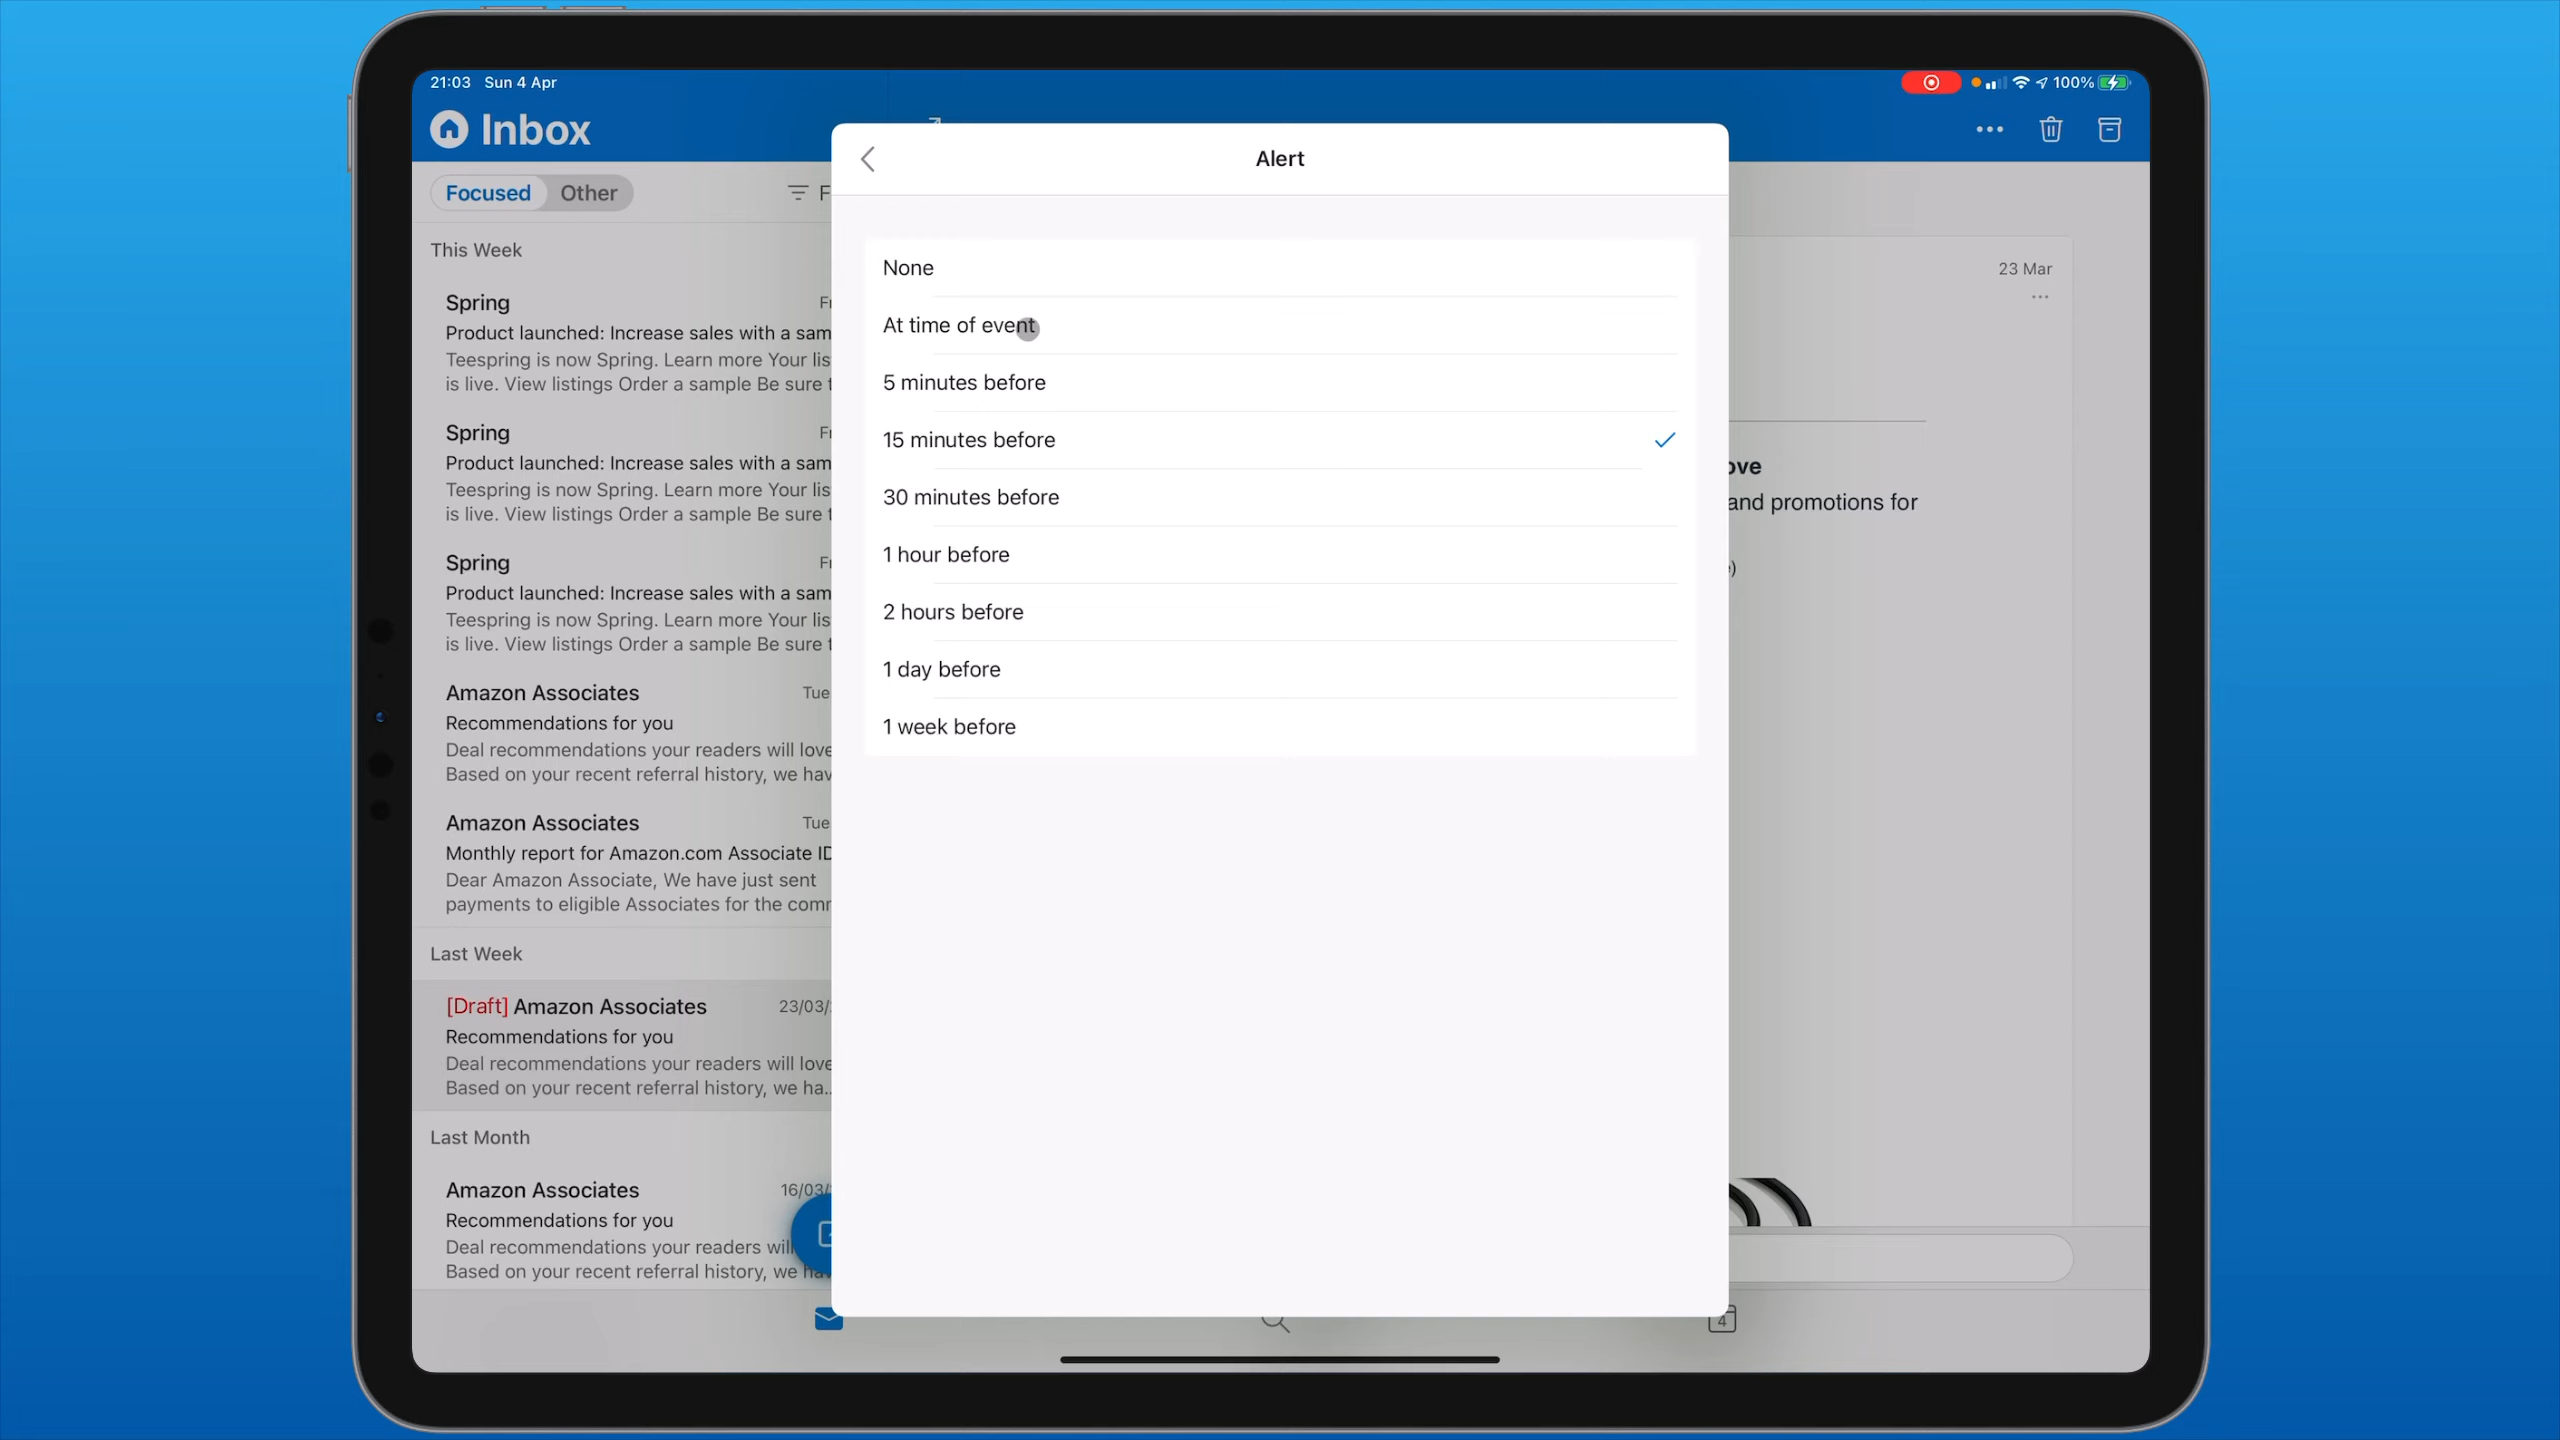 21:03 Sun 4 Apr
100%
Inbox
Alert
Focused Other
This Week
Spring
Product launched: Increase sales with a sam
Teespring is now Spring. Learn more Your lis
is live. View listings Order a sample Be sure
Spring
Product launched: Increase sales with a sam
Teespring is now Spring. Learn more Your lis
is live. View listings Order a sample Be sure
Spring
Product launched: Increase sales with a sam
Teespring is now Spring. Learn more Your lis
is live. View listings Order a sample Be sure
Amazon Associates Tue
Recommendations for you
Deal recommendations your readers will love
Based on your recent referral history, we hav
Amazon Associates Tue
Monthly report for Amazon.com Associate ID
Dear Amazon Associate, We have just sent
payments to eligible Associates for the comm
Last Week
[Draft] Amazon Associates 23/03/
Recommendations for you
Deal recommendations your readers will love
Based on your recent referral history, we ha...
Last Month
Amazon Associates 16/03/
Recommendations for you
Deal recommendations your readers will
Based on your recent referral history, we hav
None
At time of event
5 minutes before
15 minutes before
30 minutes before
1 hour before
2 hours before
1 day before
1 week before
23 Mar
ove
and promotions for
4